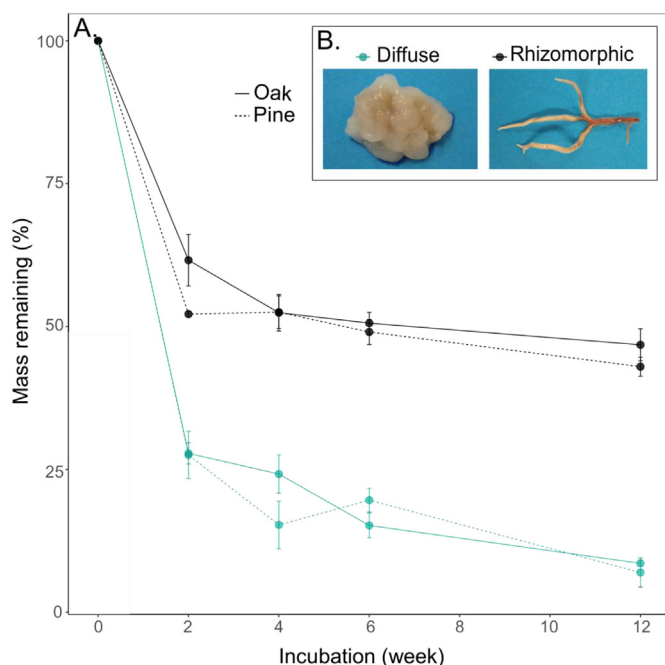 A.
B.
Diffuse Rhizomorphic
Oak
Pine
100
75
50
25
0
Mass remaining (%)
0 2 4 6 8 10 12
Incubation (week)